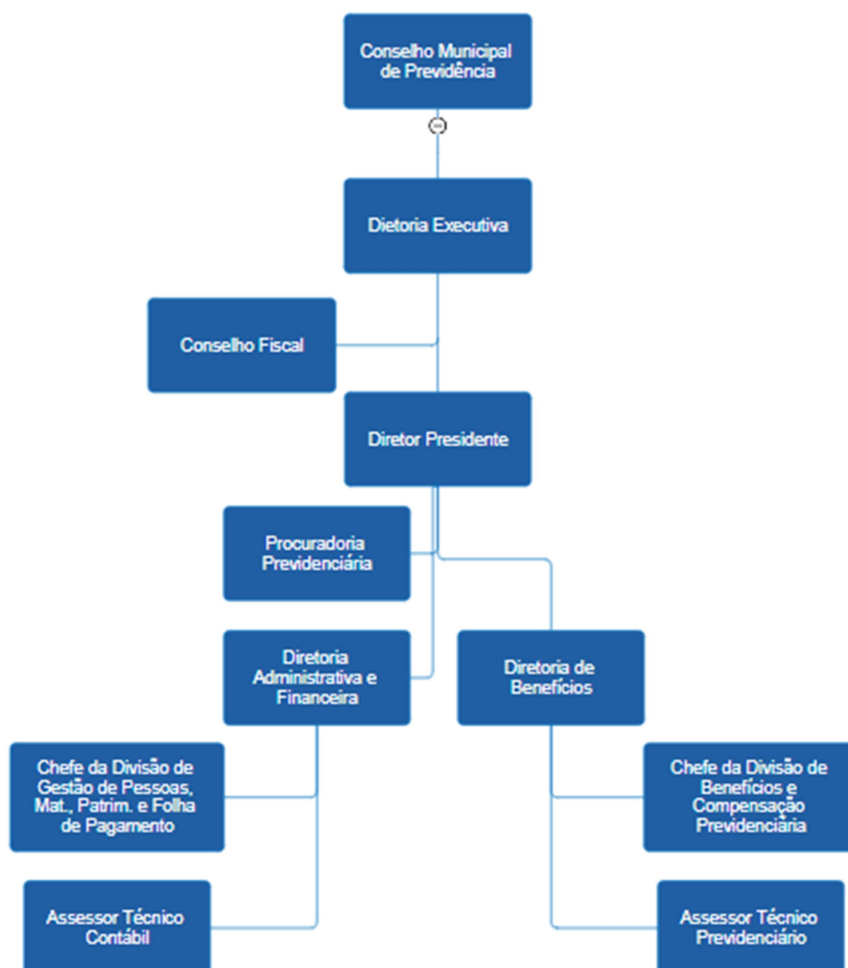 Conselho Municipal
de Previdência
Dietoria Executiva
Conselho Fiscal
Diretor Presidente
Procuradoria
Previdenciária
Diretoria
Administrativa e
Financeira
Diretoria de
Benefícios
Chefe da Divisão de
Gestão de Pessoas,
Mat., Patrim. e Folha
de Pagamento
Chefe da Divisão de
Benefícios e
Compensação
Previdenciária
Assessor Técnico
Contábil
Assessor Técnico
Previdenciário